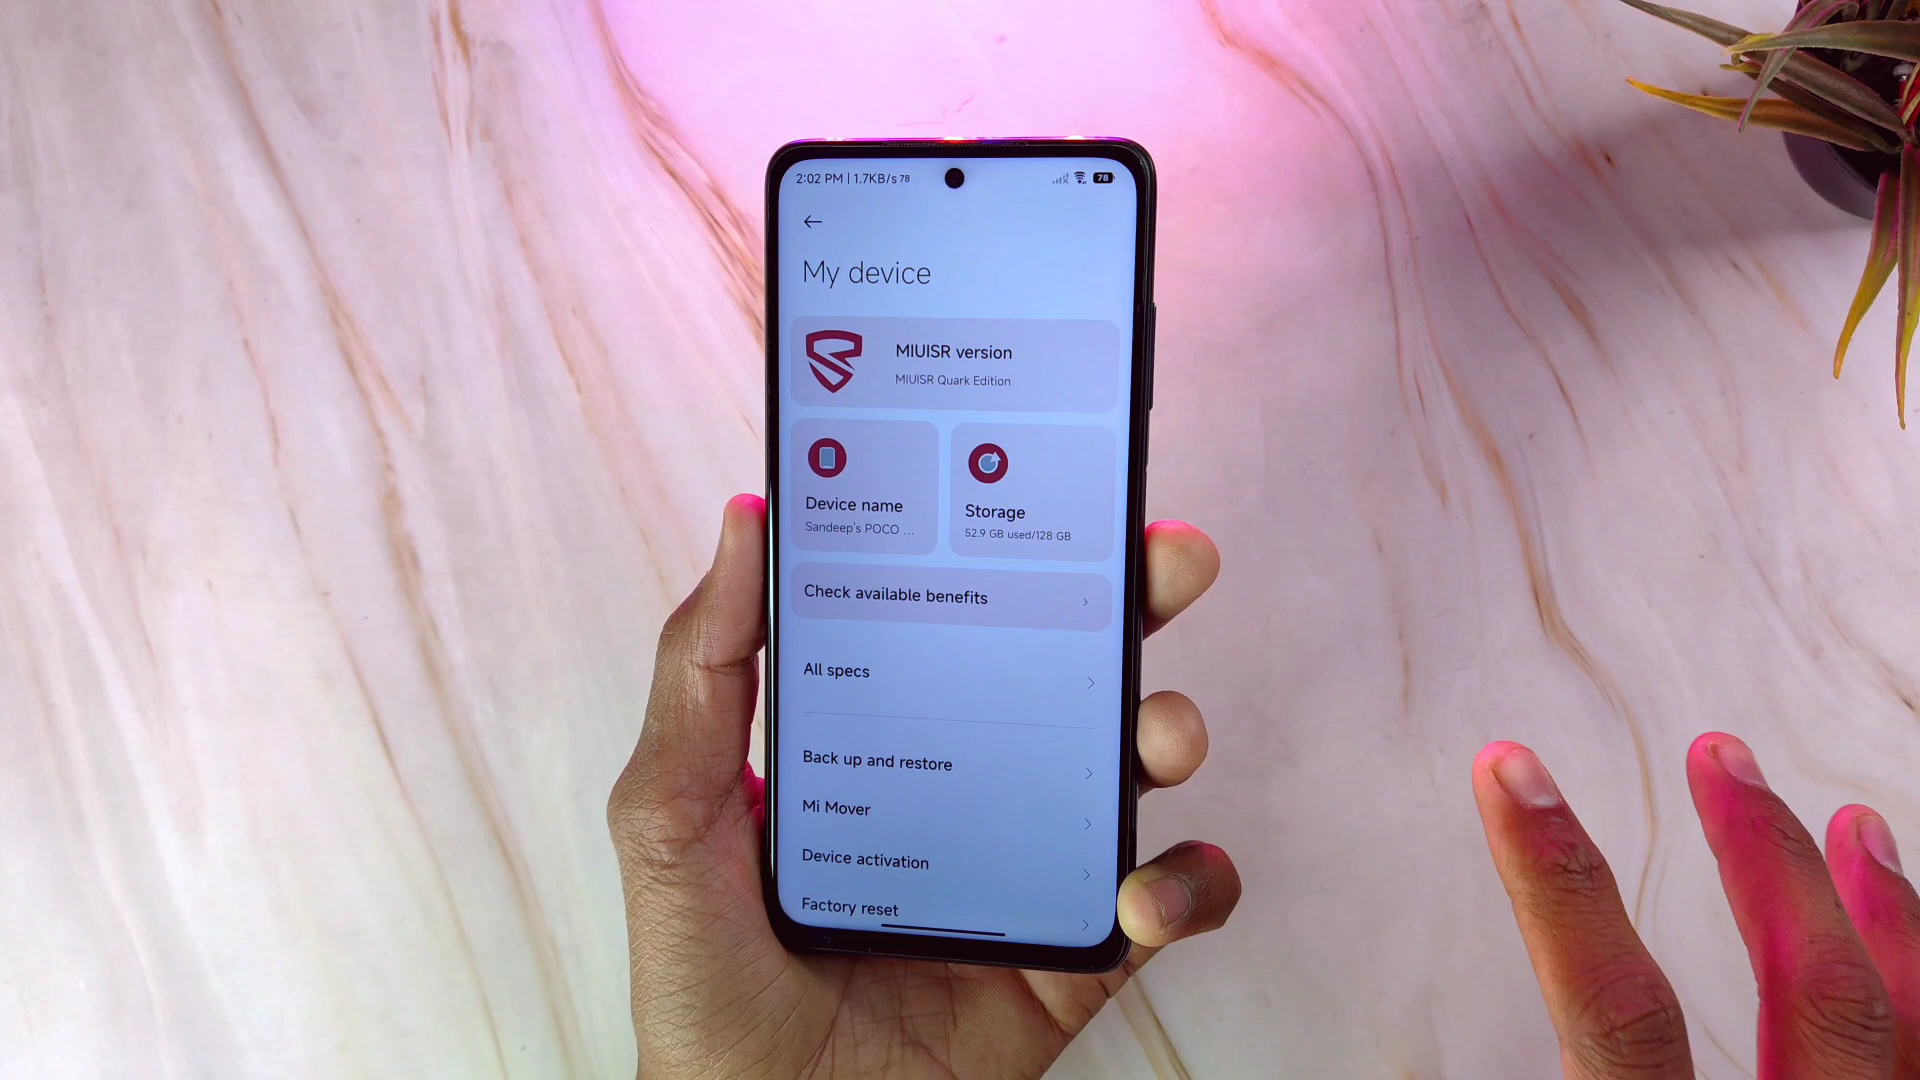 2:02 PM | 1.7KB/s 78
78
My device
MIUISR version
MIUISR Quark Edition
Device name
Sandeep's POCO ...
Storage
52.9 GB used/128 GB
Check available benefits
All specs
Back up and restore
Mi Mover
Device activation
Factory reset